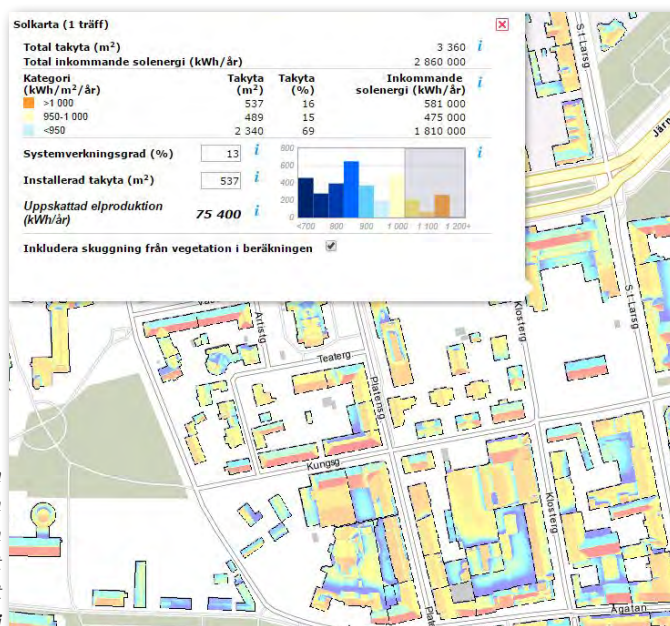 Solkarta (1 träff)
Total takyta (m²) 3 360 i
Total inkommande solenergi (kWh/år) 2 860 000
Kategori (kWh/m²/år) Takyta (m²) Takyta (%) Inkommande solenergi (kWh/år) i
>1 000 537 16 581 000
950-1 000 489 15 475 000
<950 2 340 69 1 810 000
Systemverkningsgrad (%) 13 i
Installerad takyta (m²) 537 i
Uppskattad elproduktion (kWh/år) 75 400 i
800
600
400
200
0
<700 800 900 1 000 1 100 1 200+
i
Inkludera skuggning från vegetation i beräkningen
S:t Larsg
Järn
Klosterg
S:t Larsg
Artistg
Teaterg
Platensg
Kungsg
Klosterg
Plat
Ågatan